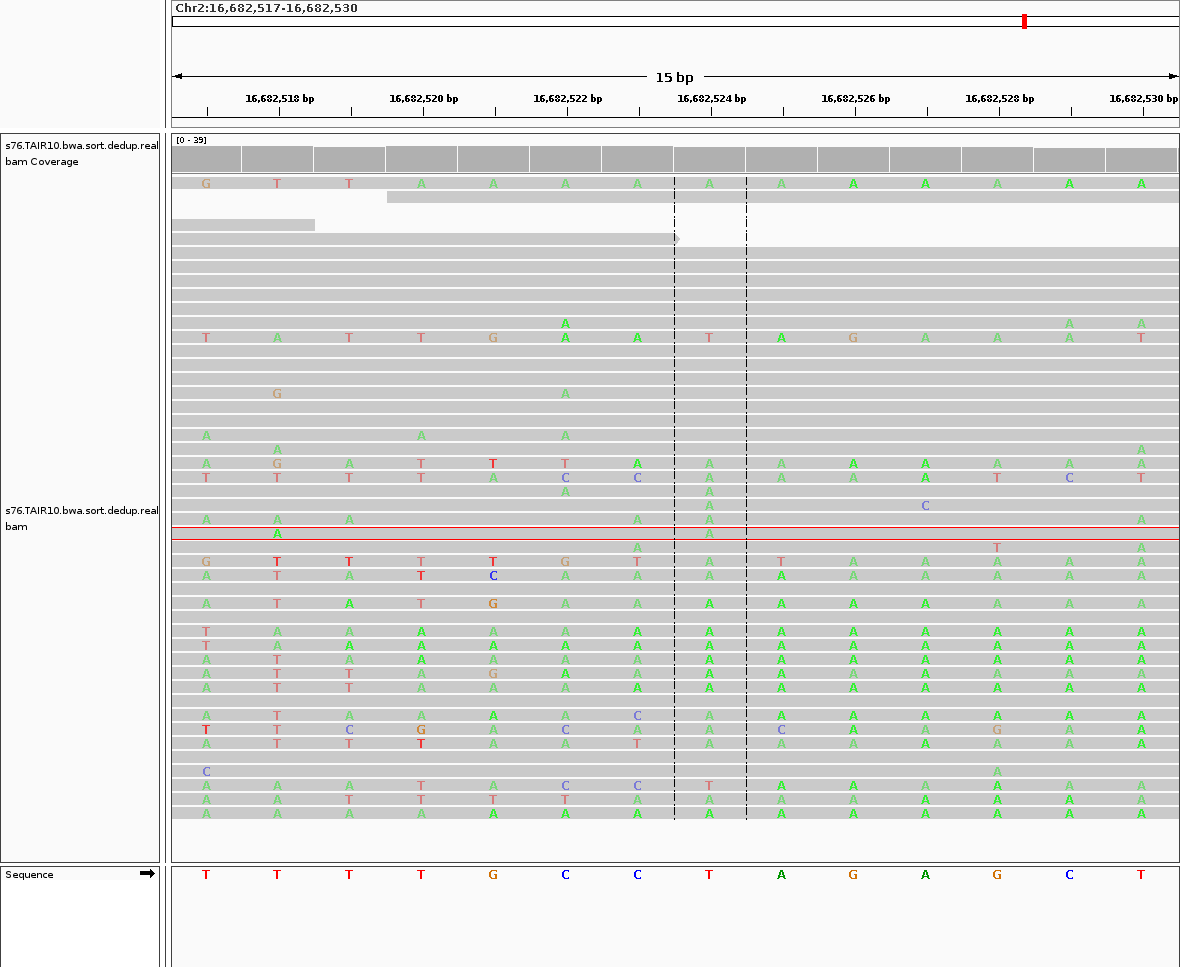 Chr2:16,682,517-16,682,530
15 bp
16,682,518 bp 16,682,520 bp 16,682,522 bp 16,682,524 bp 16,682,526 bp 16,682,528 bp 16,682,530 bp
s76.TAIR10.bwa.sort.dedup.real
bam Coverage
[0 - 39]
G T T A A A A A A A A A A A
A A A
T A T T G A A T A G A A A T
G A
A A A
A A
A G A T T T A A A A A A A A
T T T T A C C A A A A T C T
A A
A C
s76.TAIR10.bwa.sort.dedup.real
bam
A A A A A A
A A
A T A
G T T T T G T A T A A A A A
A T A T C A A A A A A A A A
A T A T G A A A A A A A A A
T A A A A A A A A A A A A A
T A A A A A A A A A A A A A
A T A A A A A A A A A A A A
A T T A G A A A A A A A A A
A T T A A A A A A A A A A A
A T A A A A C A A A A A A A
T T C G A C A A C A A G A A
A T T T A A T A A A A A A A
C A
A A A T A C C T A A A A A A
A A T T T T A A A A A A A A
A A A A A A A A A A A A A A
Sequence
T T T T G C C T A G A G C T